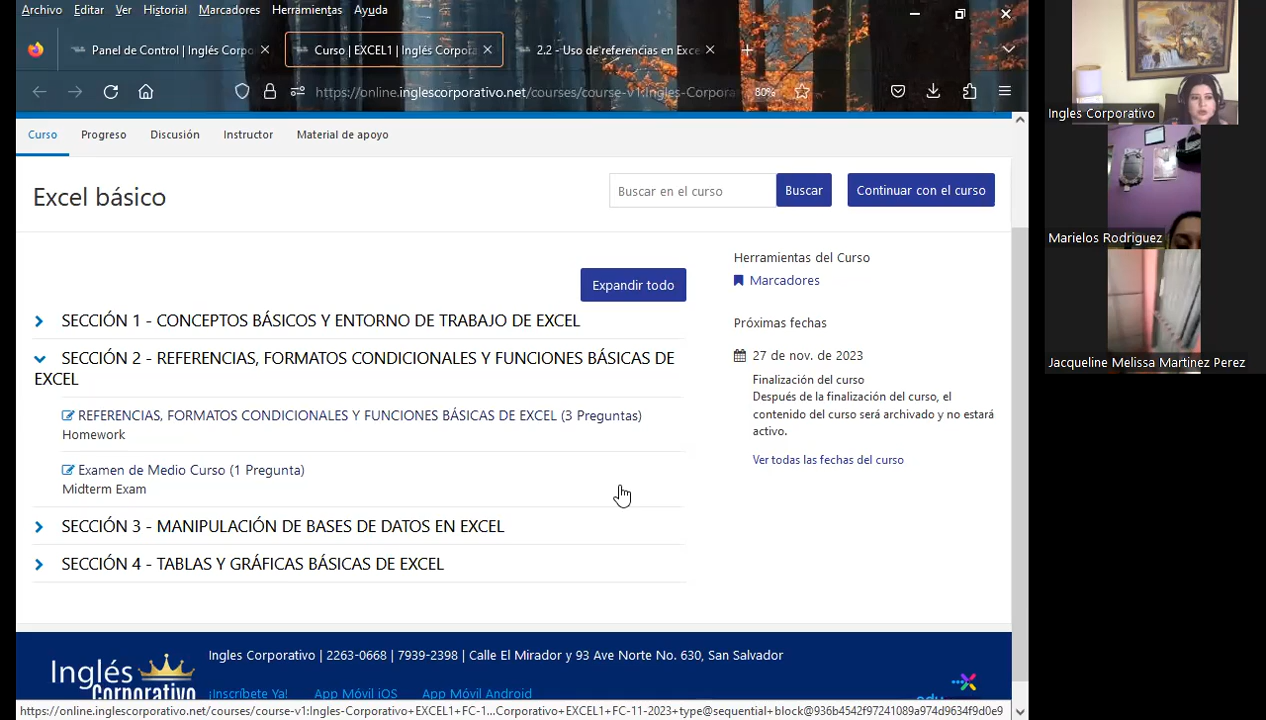 Archivo Editar Ver Historial Marcadores Herramientas Ayuda
Panel de Control | Inglés Corpo
Curso | EXCEL1 | Inglés Corpora
2.2 - Uso de referencias en Exce
https://online.inglescorporativo.net/courses/course-v1:Ingles-Corpora
80%
Curso Progreso Discusión Instructor Material de apoyo
Excel básico
Buscar en el curso
Buscar
Continuar con el curso
Expandir todo
SECCIÓN 1 - CONCEPTOS BÁSICOS Y ENTORNO DE TRABAJO DE EXCEL
SECCIÓN 2 - REFERENCIAS, FORMATOS CONDICIONALES Y FUNCIONES BÁSICAS DE
EXCEL
REFERENCIAS, FORMATOS CONDICIONALES Y FUNCIONES BÁSICAS DE EXCEL (3 Preguntas)
Homework
Examen de Medio Curso (1 Pregunta)
Midterm Exam
SECCIÓN 3 - MANIPULACIÓN DE BASES DE DATOS EN EXCEL
SECCIÓN 4 - TABLAS Y GRÁFICAS BÁSICAS DE EXCEL
Herramientas del Curso
Marcadores
Próximas fechas
27 de nov. de 2023
Finalización del curso
Después de la finalización del curso, el
contenido del curso será archivado y no estará
activo.
Ver todas las fechas del curso
Inglés
Corporativo
Ingles Corporativo | 2263-0668 | 7939-2398 | Calle El Mirador y 93 Ave Norte No. 630, San Salvador
¡Inscríbete Ya! App Móvil iOS App Móvil Android
edu
https://online.inglescorporativo.net/courses/course-v1:Ingles-Corporativo+EXCEL1+FC-1…Corporativo+EXCEL1+FC-11-2023+type@sequential+block@936b4542f97241089a974d9634f9d0e9
Ingles Corporativo
Marielos Rodriguez
Jacqueline Melissa Martinez Perez